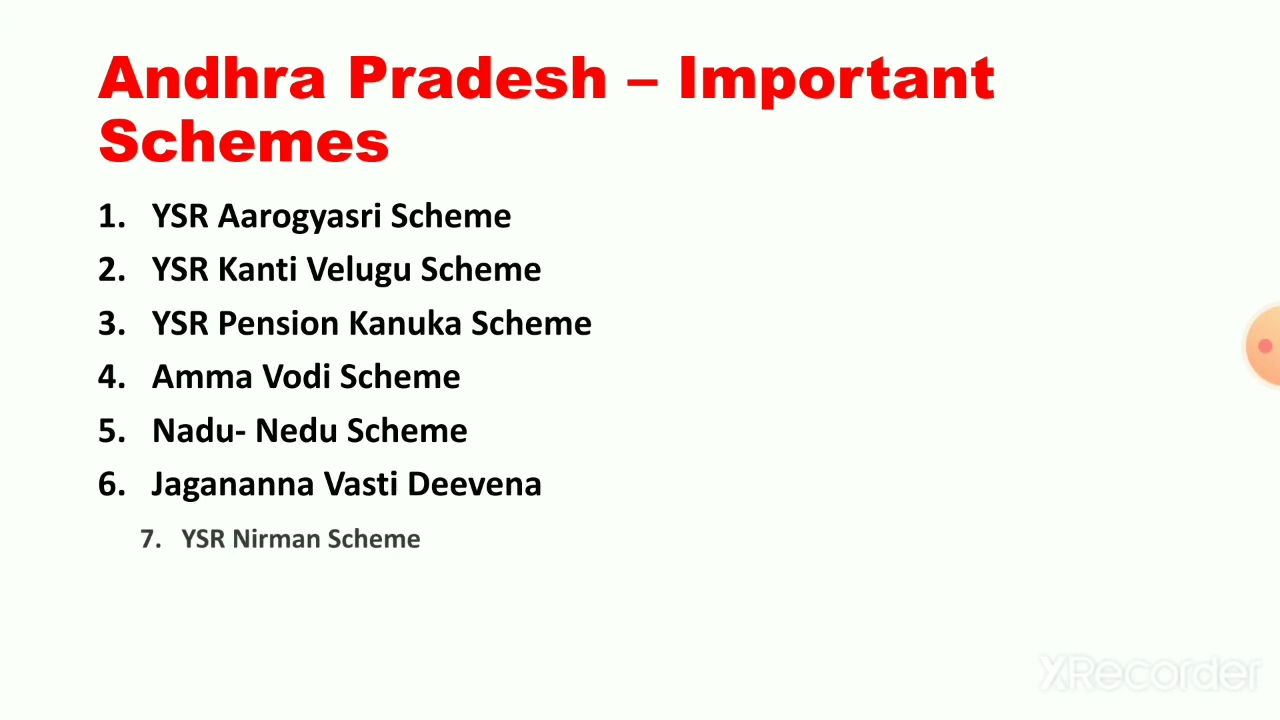 Andhra Pradesh – Important
Schemes
1. YSR Aarogyasri Scheme
2. YSR Kanti Velugu Scheme
3. YSR Pension Kanuka Scheme
4. Amma Vodi Scheme
5. Nadu- Nedu Scheme
6. Jagananna Vasti Deevena
7. YSR Nirman Scheme
XRecorder